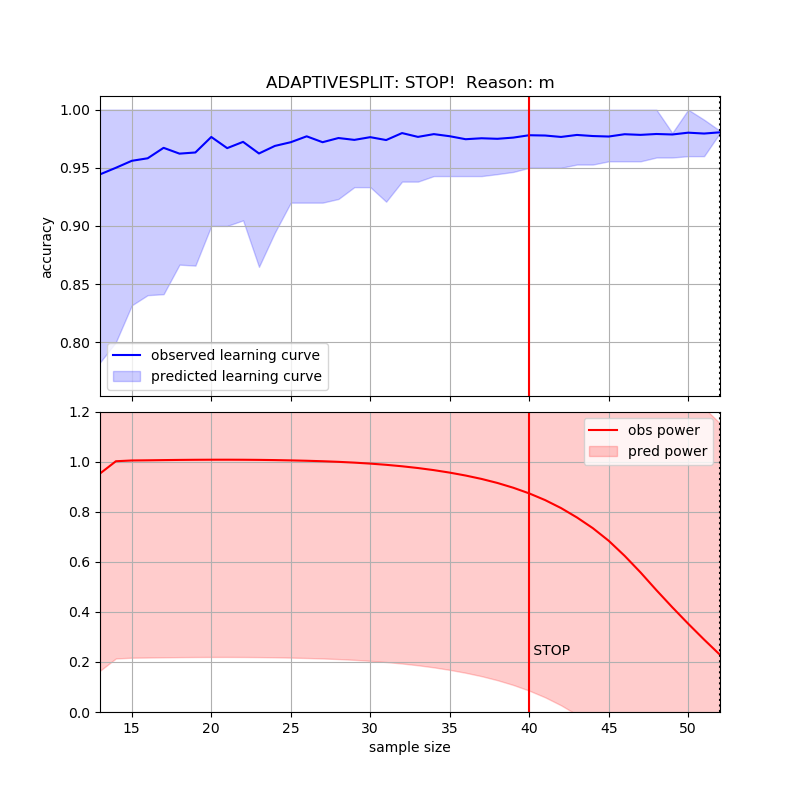 ADAPTIVESPLIT: STOP!  Reason: m
1.00
0.95
0.90
0.85
0.80
accuracy
observed learning curve
predicted learning curve
1.2
1.0
0.8
0.6
0.4
0.2
0.0
obs power
pred power
STOP
15 20 25 30 35 40 45 50
sample size